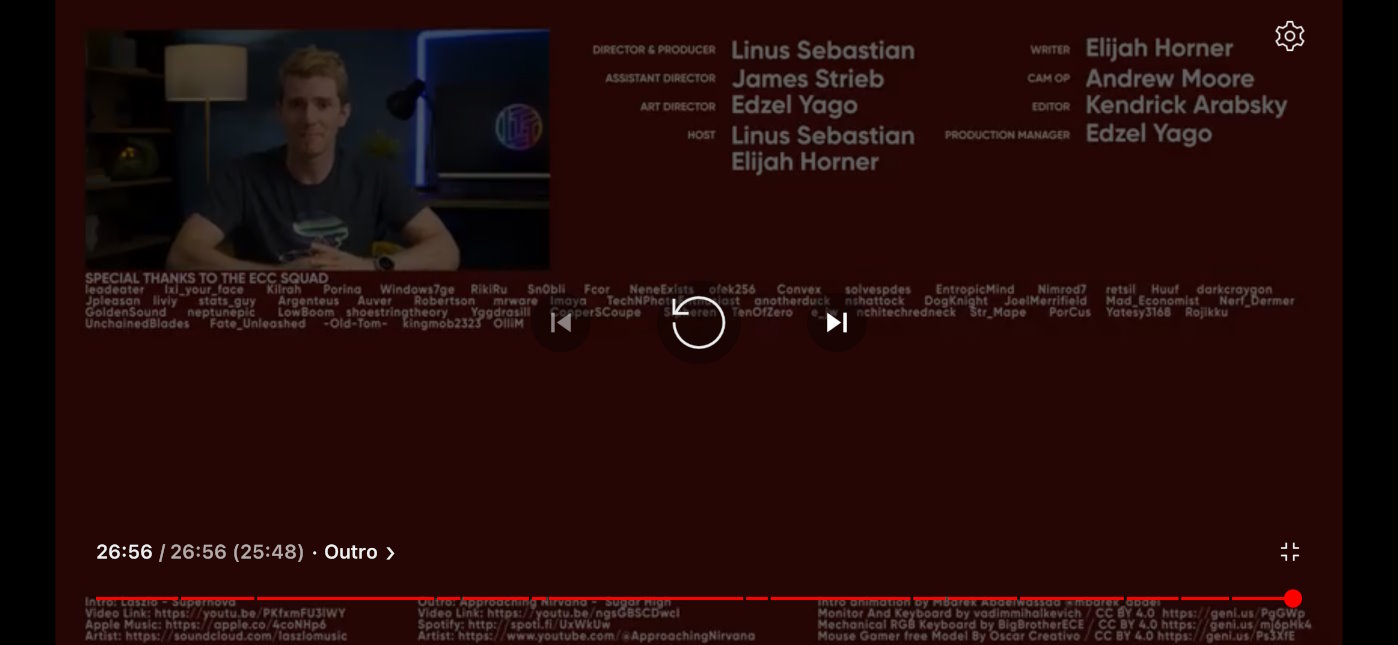 DIRECTOR & PRODUCER Linus Sebastian
ASSISTANT DIRECTOR James Strieb
ART DIRECTOR Edzel Yago
HOST Linus Sebastian
Elijah Horner
WRITER Elijah Horner
CAM OP Andrew Moore
EDITOR Kendrick Arabsky
PRODUCTION MANAGER Edzel Yago
SPECIAL THANKS TO THE ECC SQUAD
leadeater lxi_your_face Kilrah Porina Windows7ge RikiRu Sn0bli Fcor NeneExists ofek256 Convex solvespdes EntropicMind Nimrod7 retsil Huuf darkcraygon
Jpleasan liviy stats_guy Argenteus Auver Robertson mrware Imaya anotherduck nshattock DogKnight JoelMerrifield Mad_Economist Nerf_Dermer
GoldenSound neptunepic LowBoom shoestringtheory Yggdrasill CopperSCoupe TenOfZero Str_Mape PorCus Yatesy3168 Rojikku
UnchainedBlades Fate_Unleashed -Old-Tom- kingmob2323 OlliM
26:56 / 26:56 (25:48) · Outro
Intro: Laszlo - Supernova
Video Link: https://youtu.be/PKfxmFU3lWY
Apple Music: https://apple.co/4coNHp6
Artist: https://soundcloud.com/laszlomusic
Outro: Approaching Nirvana - Sugar High
Video Link: https://youtu.be/ngsGBSCDwcI
Spotify: http://spoti.fi/UxWkUw
Artist: https://www.youtube.com/@ApproachingNirvana
Intro animation by MBarek Abdelwassaa @mbarek_abdel
Monitor And Keyboard by vadimmihalkevich / CC BY 4.0 https://geni.us/PgGWp
Mechanical RGB Keyboard by BigBrotherECE / CC BY 4.0 https://geni.us/mj6pHk4
Mouse Gamer free Model By Oscar Creativo / CC BY 4.0 https://geni.us/Ps3XfE